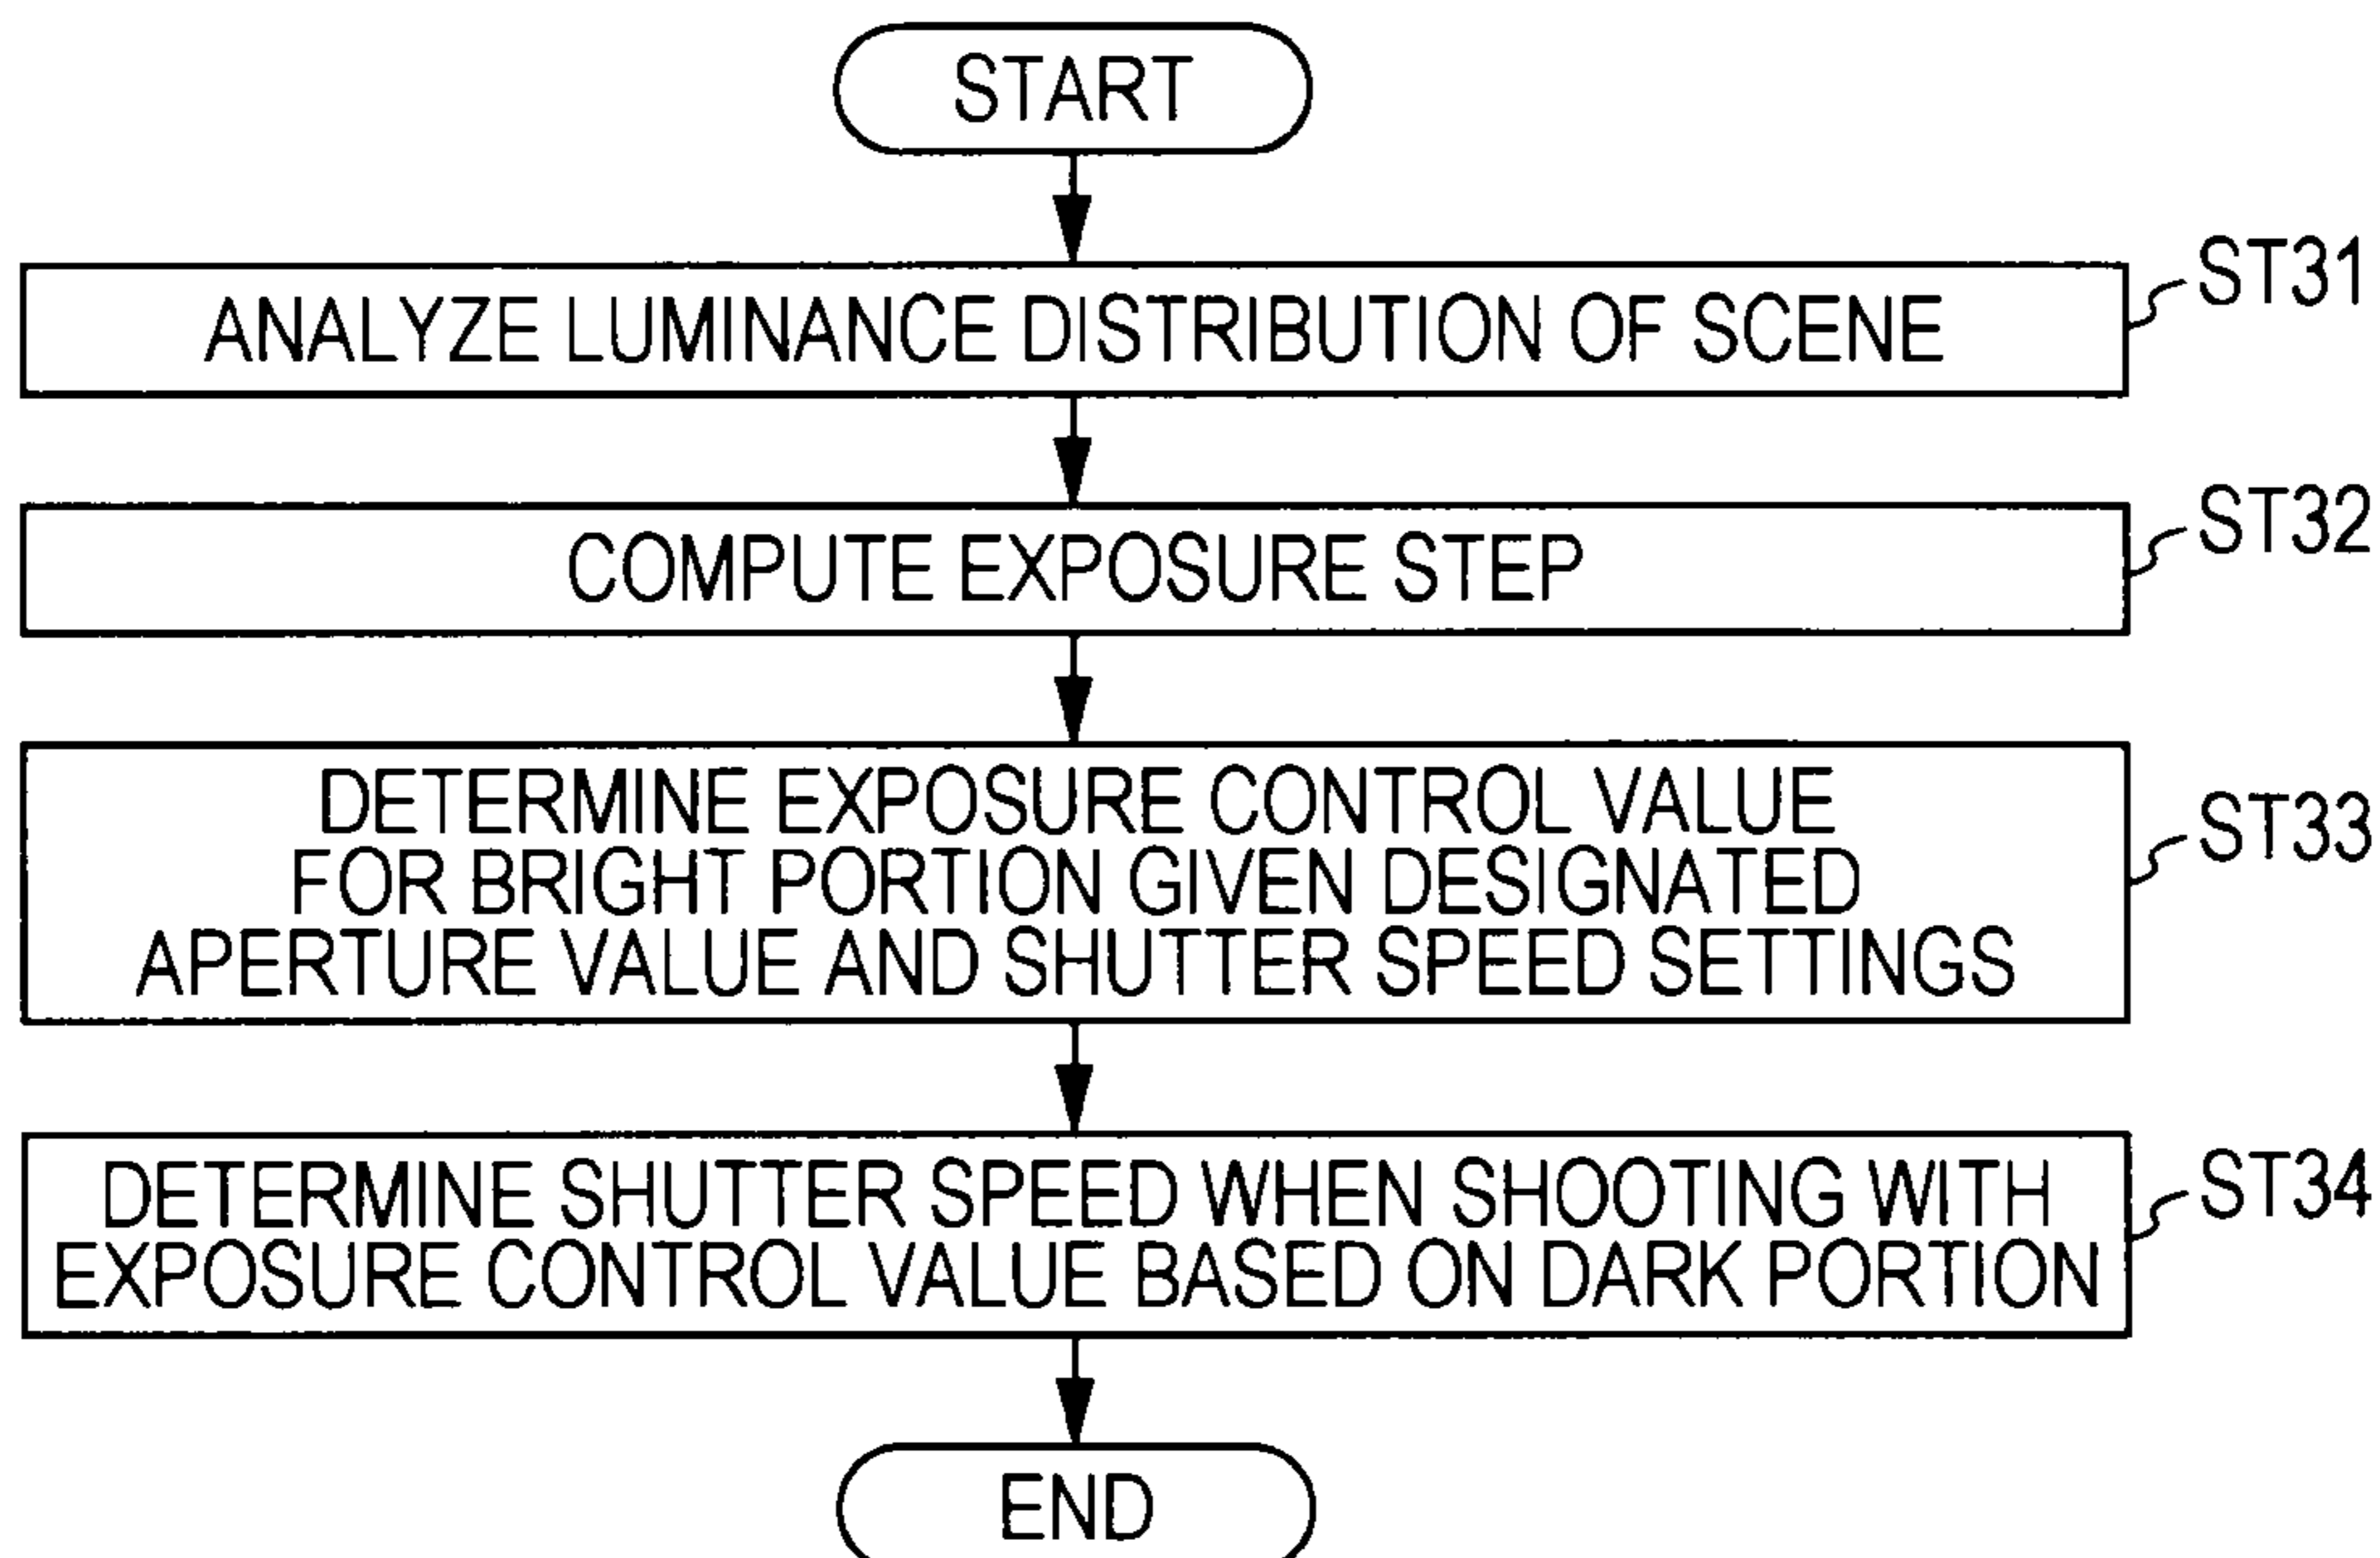 START
ANALYZE LUMINANCE DISTRIBUTION OF SCENE
ST31
COMPUTE EXPOSURE STEP
ST32
DETERMINE EXPOSURE CONTROL VALUE
FOR BRIGHT PORTION GIVEN DESIGNATED
APERTURE VALUE AND SHUTTER SPEED SETTINGS
ST33
DETERMINE SHUTTER SPEED WHEN SHOOTING WITH
EXPOSURE CONTROL VALUE BASED ON DARK PORTION
ST34
END